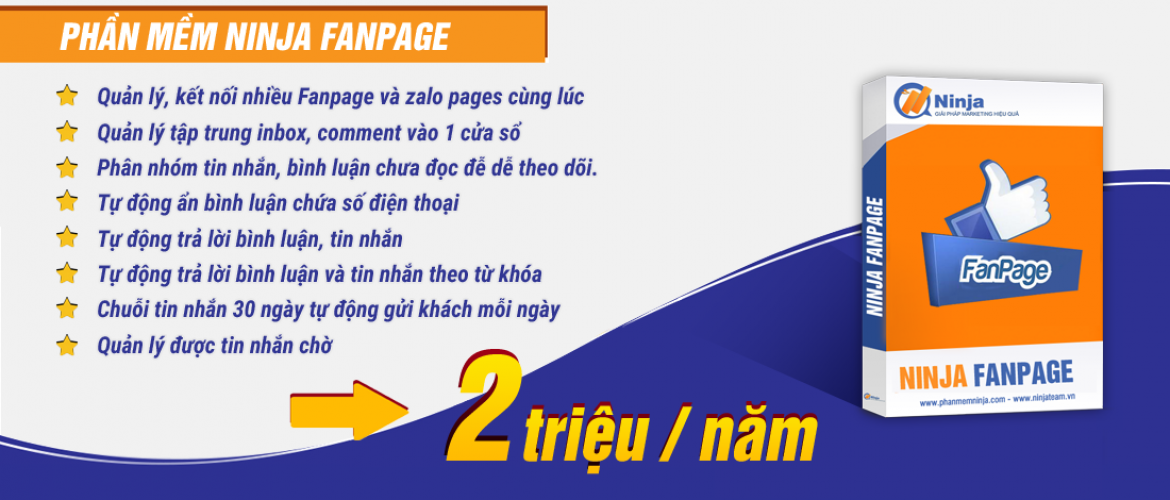 PHẦN MỀM NINJA FANPAGE
Quản lý, kết nối nhiều Fanpage và zalo pages cùng lúc
Quản lý tập trung inbox, comment vào 1 cửa sổ
Phân nhóm tin nhắn, bình luận chưa đọc đễ dễ theo dõi.
Tự động ẩn bình luận chứa số điện thoại
Tự động trả lời bình luận, tin nhắn
Tự động trả lời bình luận và tin nhắn theo từ khóa
Chuỗi tin nhắn 30 ngày tự động gửi khách mỗi ngày
Quản lý được tin nhắn chờ
2 triệu / năm
Ninja
GIẢI PHÁP MARKETING HIỆU QUẢ
NINJA FANPAGE
FanPage
NINJA FANPAGE
www.phanmemninja.com - www.ninjateam.vn